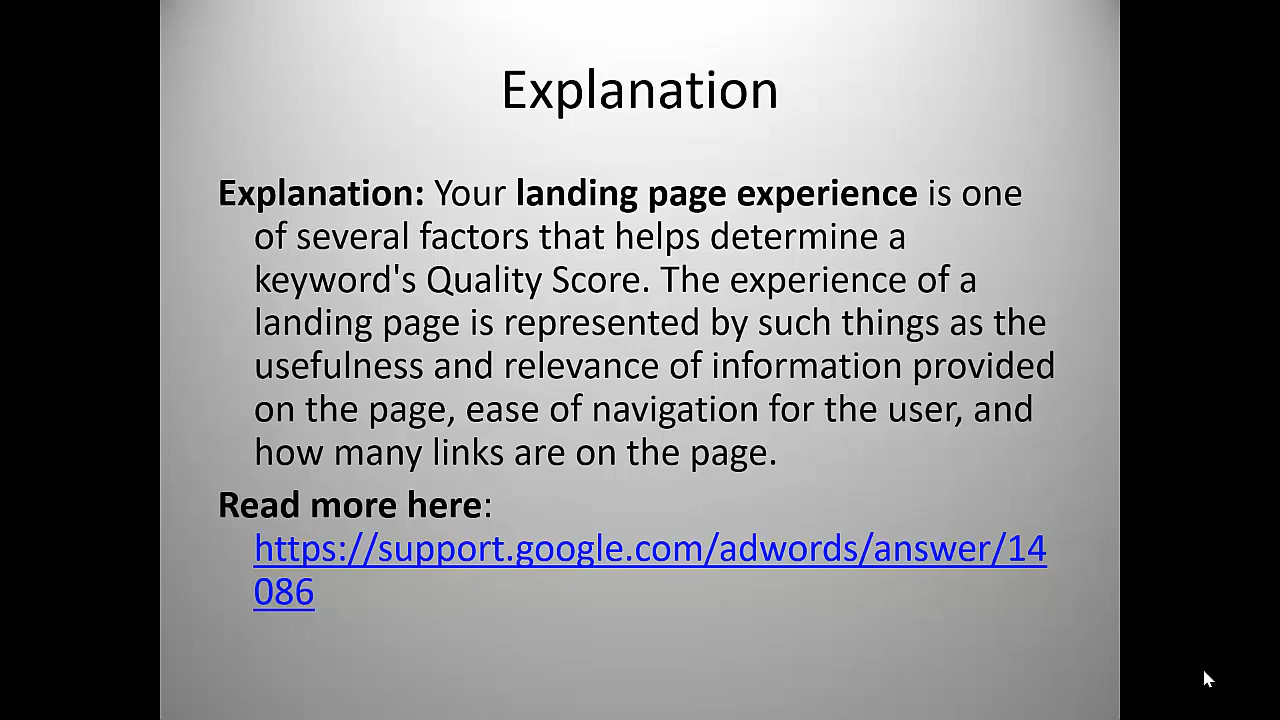 Explanation
Explanation: Your landing page experience is one
of several factors that helps determine a
keyword's Quality Score. The experience of a
landing page is represented by such things as the
usefulness and relevance of information provided
on the page, ease of navigation for the user, and
how many links are on the page.
Read more here:
https://support.google.com/adwords/answer/14
086